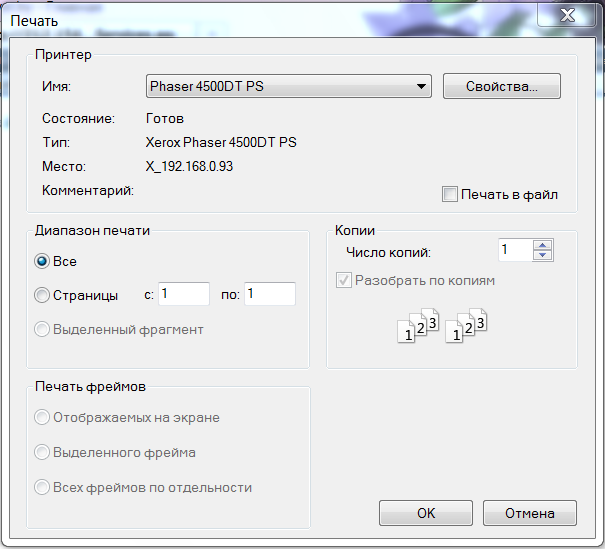 Печать
Принтер
Имя: Phaser 4500DT PS Свойства...
Состояние: Готов
Тип: Xerox Phaser 4500DT PS
Место: X_192.168.0.93
Комментарий:
Печать в файл
Диапазон печати
Все
Страницы с: 1 по: 1
Выделенный фрагмент
Копии
Число копий: 1
Разобрать по копиям
1 2 3 1 2 3
Печать фреймов
Отображаемых на экране
Выделенного фрейма
Всех фреймов по отдельности
OK Отмена